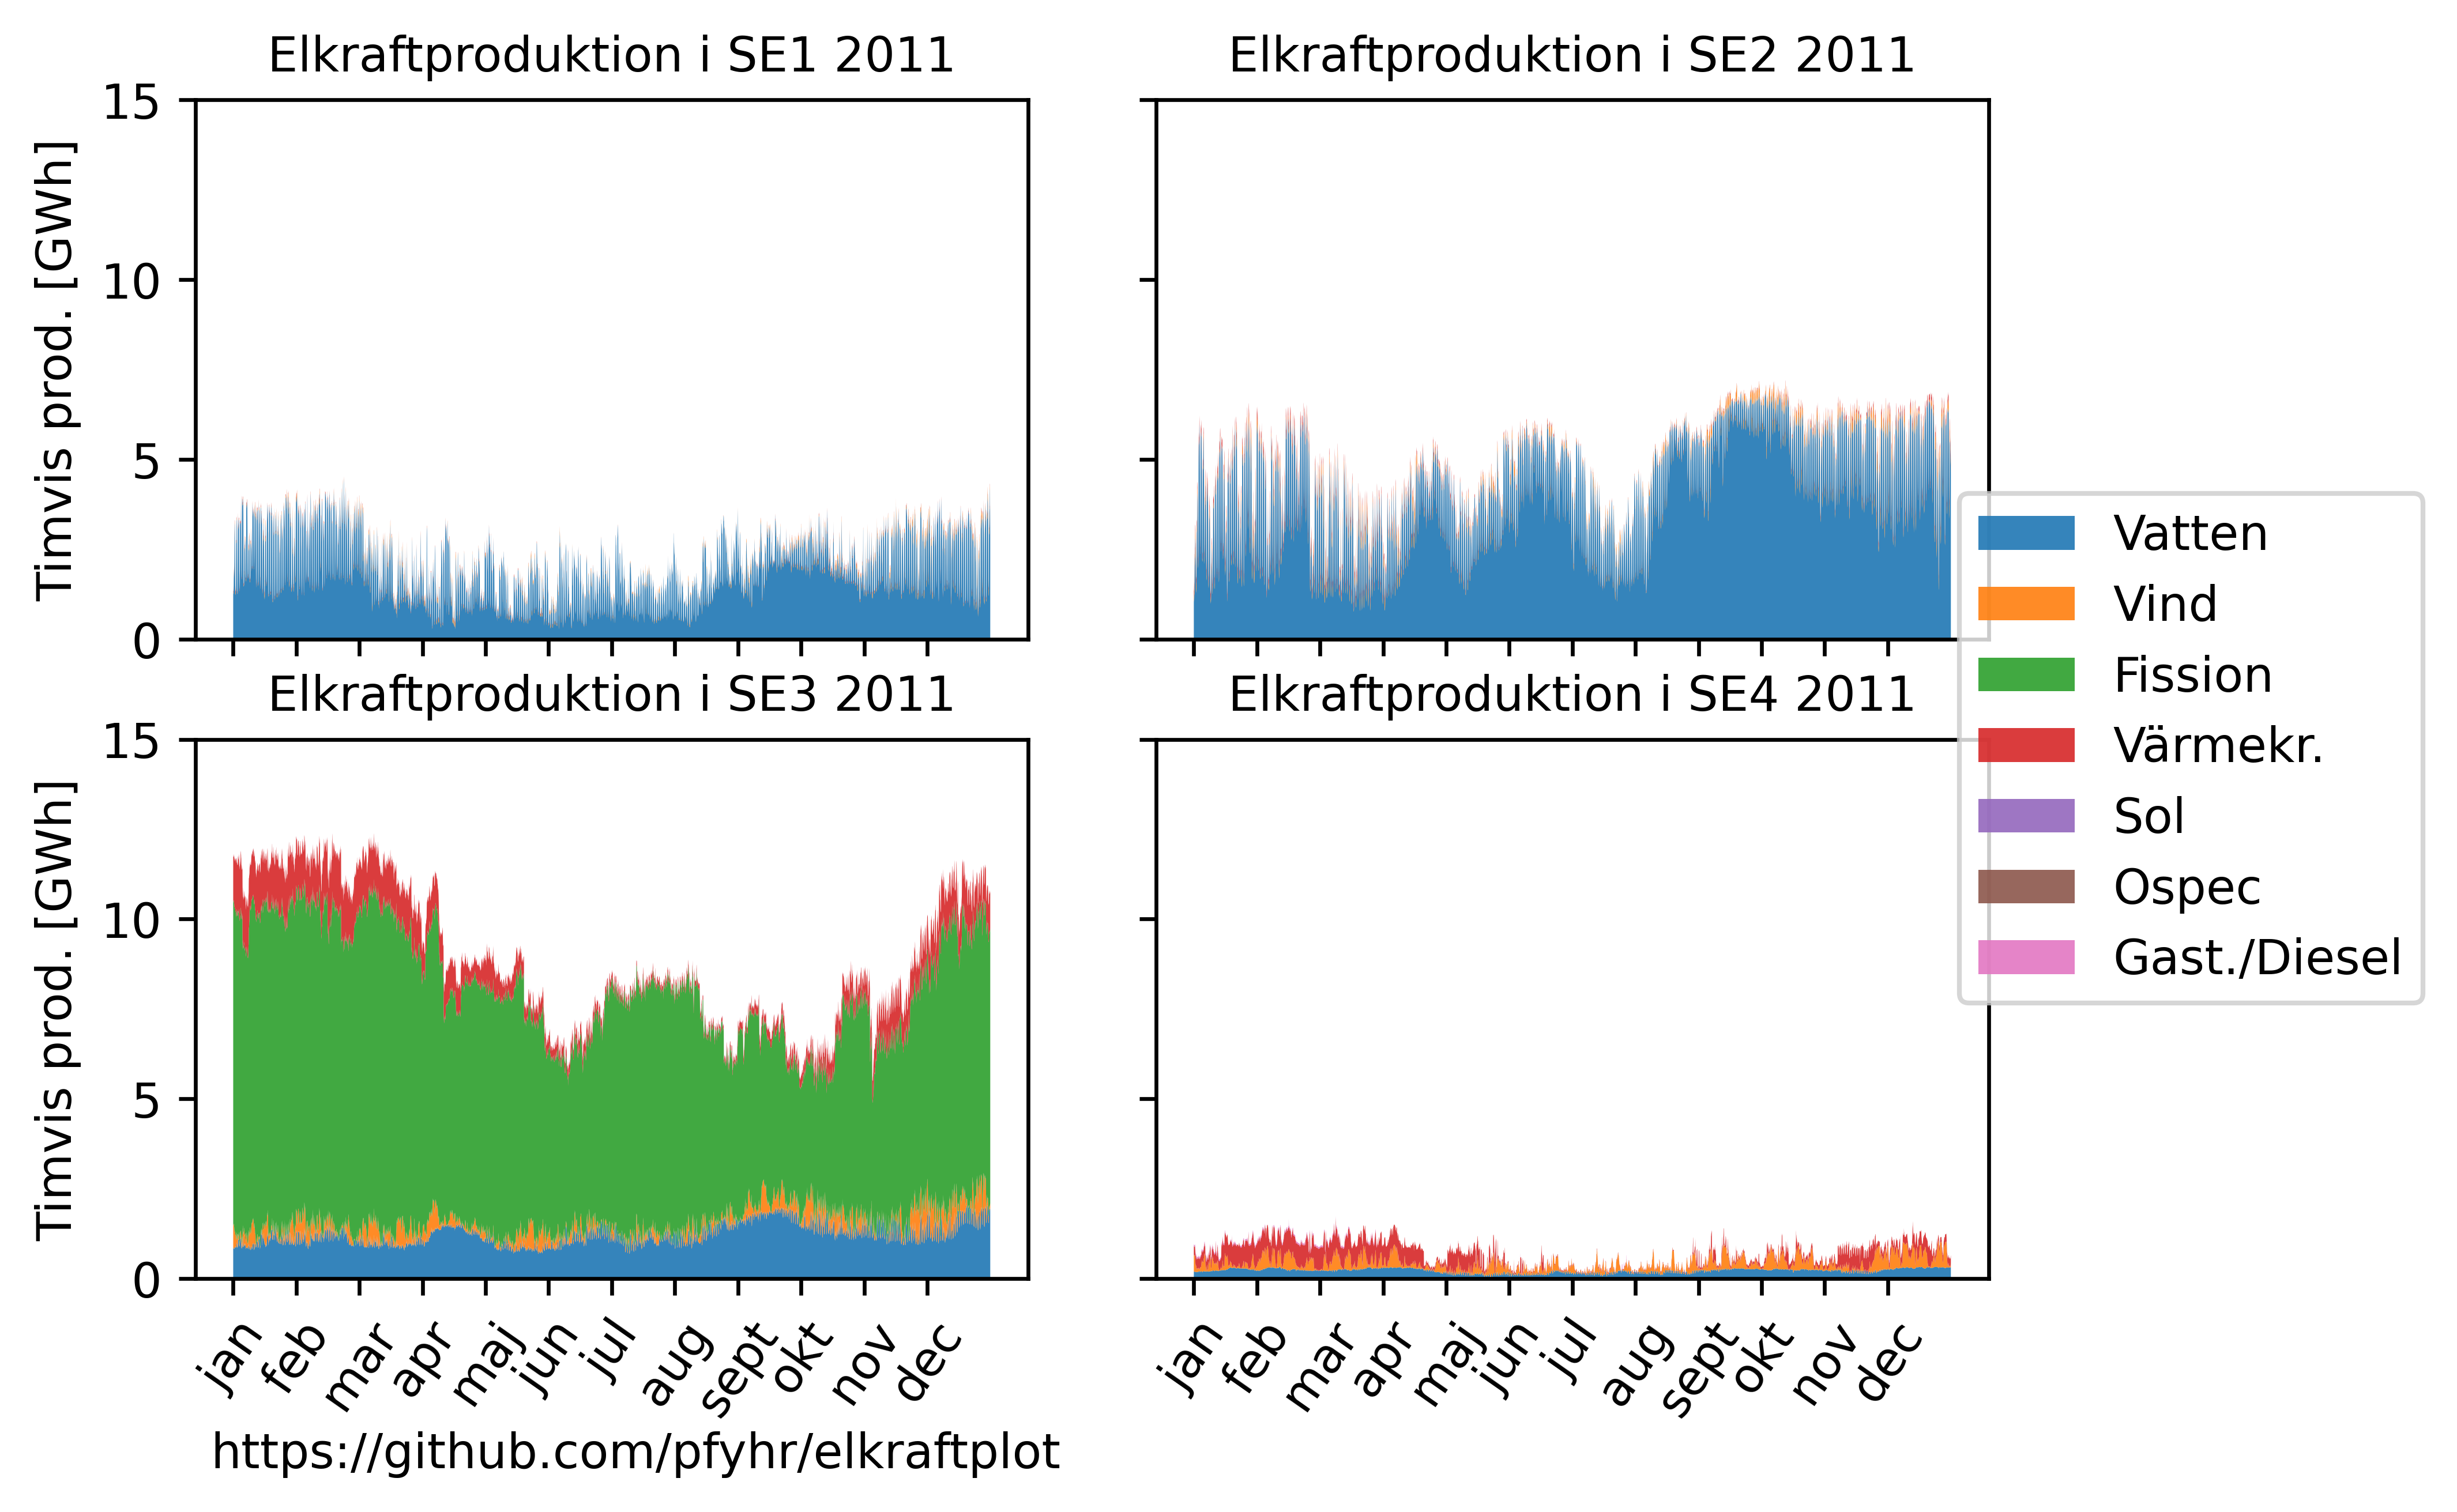 Elkraftproduktion i SE1 2011
Elkraftproduktion i SE2 2011
Timvis prod. [GWh]
15
10
5
0
Elkraftproduktion i SE3 2011
Elkraftproduktion i SE4 2011
Timvis prod. [GWh]
15
10
5
0
jan feb mar apr maj jun jul aug sept okt nov dec
jan feb mar apr maj jun jul aug sept okt nov dec
Vatten
Vind
Fission
Värmekr.
Sol
Ospec
Gast./Diesel
https://github.com/pfyhr/elkraftplot